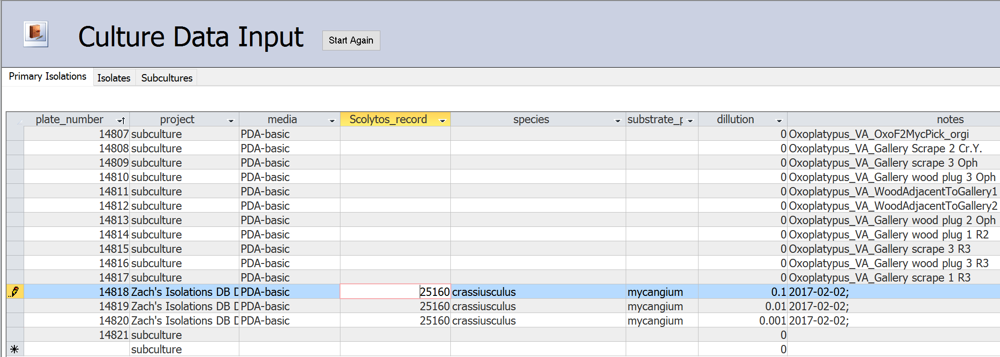 Culture Data Input Start Again
Primary Isolations Isolates Subcultures
plate_number project media Scolytos_record species substrate_p dillution notes
14807 subculture PDA-basic 0 Oxoplatypus_VA_OxoF2MycPick_orgi
14808 subculture PDA-basic 0 Oxoplatypus_VA_Gallery Scrape 2 Cr.Y.
14809 subculture PDA-basic 0 Oxoplatypus_VA_Gallery scrape 3 Oph
14810 subculture PDA-basic 0 Oxoplatypus_VA_Gallery wood plug 3 Oph
14811 subculture PDA-basic 0 Oxoplatypus_VA_WoodAdjacentToGallery1
14812 subculture PDA-basic 0 Oxoplatypus_VA_WoodAdjacentToGallery2
14813 subculture PDA-basic 0 Oxoplatypus_VA_Gallery wood plug 2 Oph
14814 subculture PDA-basic 0 Oxoplatypus_VA_Gallery wood plug 1 R2
14815 subculture PDA-basic 0 Oxoplatypus_VA_Gallery scrape 3 R3
14816 subculture PDA-basic 0 Oxoplatypus_VA_Gallery wood plug 3 R3
14817 subculture PDA-basic 0 Oxoplatypus_VA_Gallery scrape 1 R3
14818 Zach's Isolations DB D PDA-basic 25160 crassiusculus mycangium 0.1 2017-02-02;
14819 Zach's Isolations DB D PDA-basic 25160 crassiusculus mycangium 0.01 2017-02-02;
14820 Zach's Isolations DB D PDA-basic 25160 crassiusculus mycangium 0.001 2017-02-02;
14821 subculture 0
subculture 0